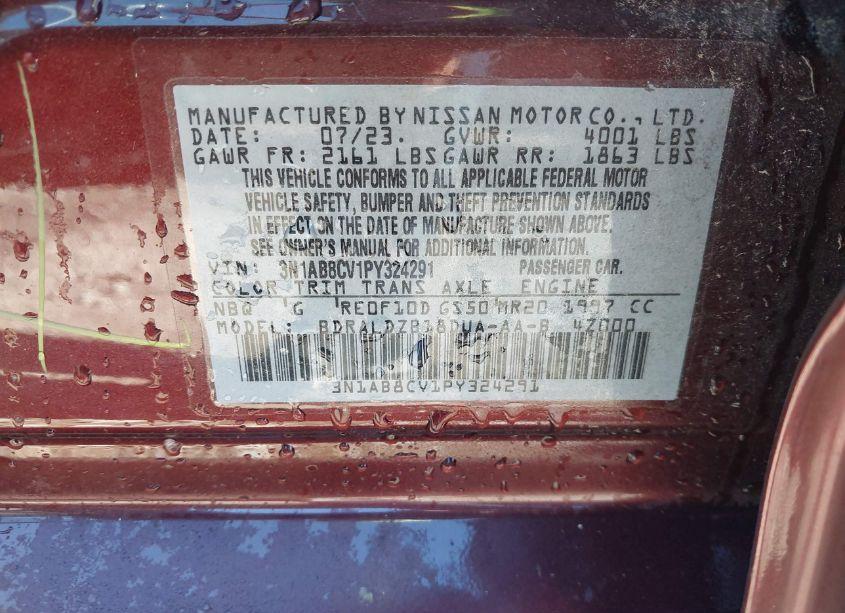 MANUFACTURED BY NISSAN MOTOR CO., LTD.
DATE: 07/23. GVWR: 4001 LBS
GAWR FR: 2161 LBS GAWR RR: 1863 LBS
THIS VEHICLE CONFORMS TO ALL APPLICABLE FEDERAL MOTOR
VEHICLE SAFETY, BUMPER AND THEFT PREVENTION STANDARDS
IN EFFECT ON THE DATE OF MANUFACTURE SHOWN ABOVE.
SEE OWNER'S MANUAL FOR ADDITIONAL INFORMATION.
VIN: 3N1AB8CV1PY324291 PASSENGER CAR.
COLOR TRIM TRANS AXLE ENGINE
NBQ 'G RE0F10D GS50 MR20 1997 CC
MODEL: BDRALDZB18DUA-AA-B 4Z000
3N1AB8CV1PY324291